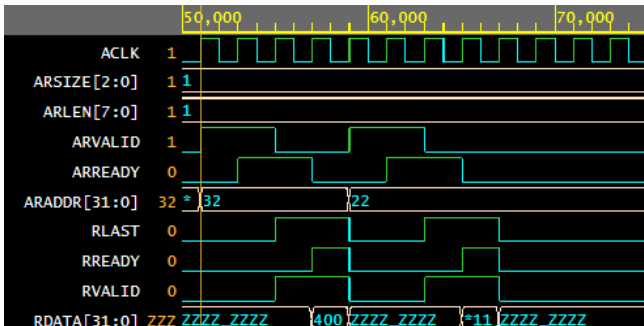 50,000 60,000 70,000
ACLK 1
ARSIZE[2:0] 1 1
ARLEN[7:0] 1 1
ARVALID 1
ARREADY 0
ARADDR[31:0] 32 * 32 22
RLAST 0
RREADY 0
RVALID 0
RDATA[31:0] ZZZ ZZZZ_ZZZZ 400 ZZZZ_ZZZZ *11 ZZZZ_ZZZZ